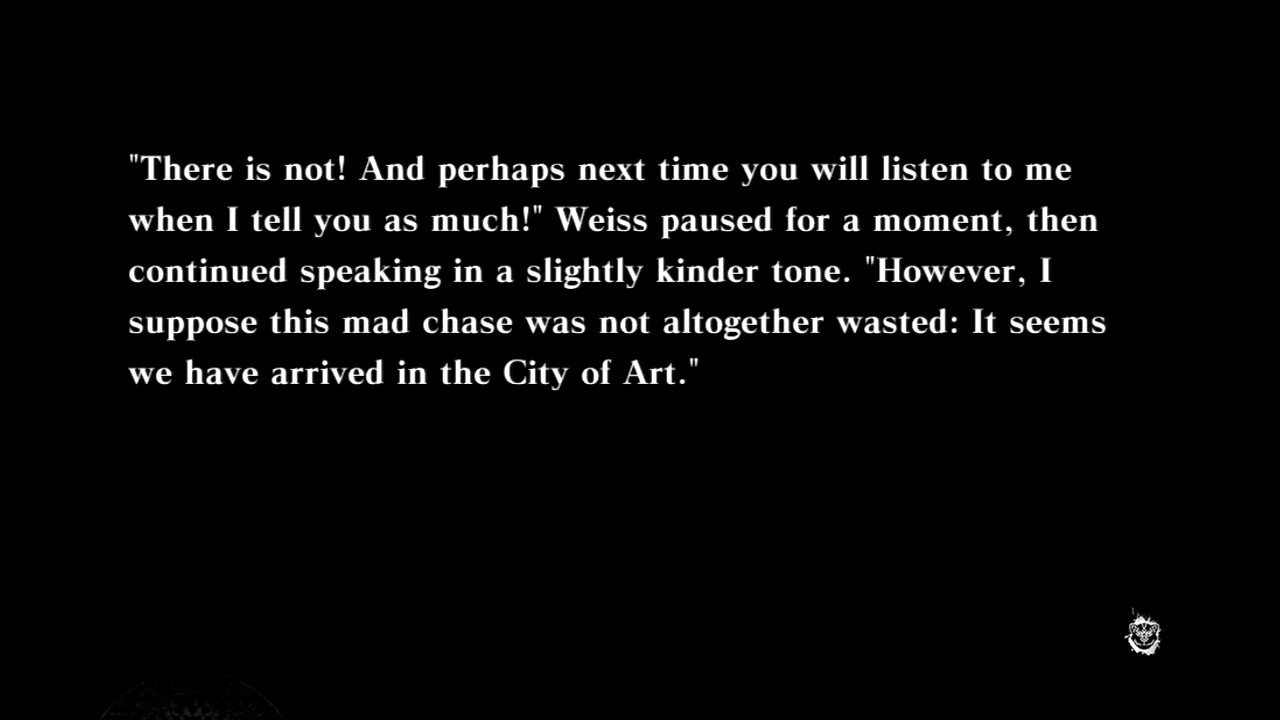 "There is not! And perhaps next time you will listen to me
when I tell you as much!" Weiss paused for a moment, then
continued speaking in a slightly kinder tone. "However, I
suppose this mad chase was not altogether wasted: It seems
we have arrived in the City of Art."